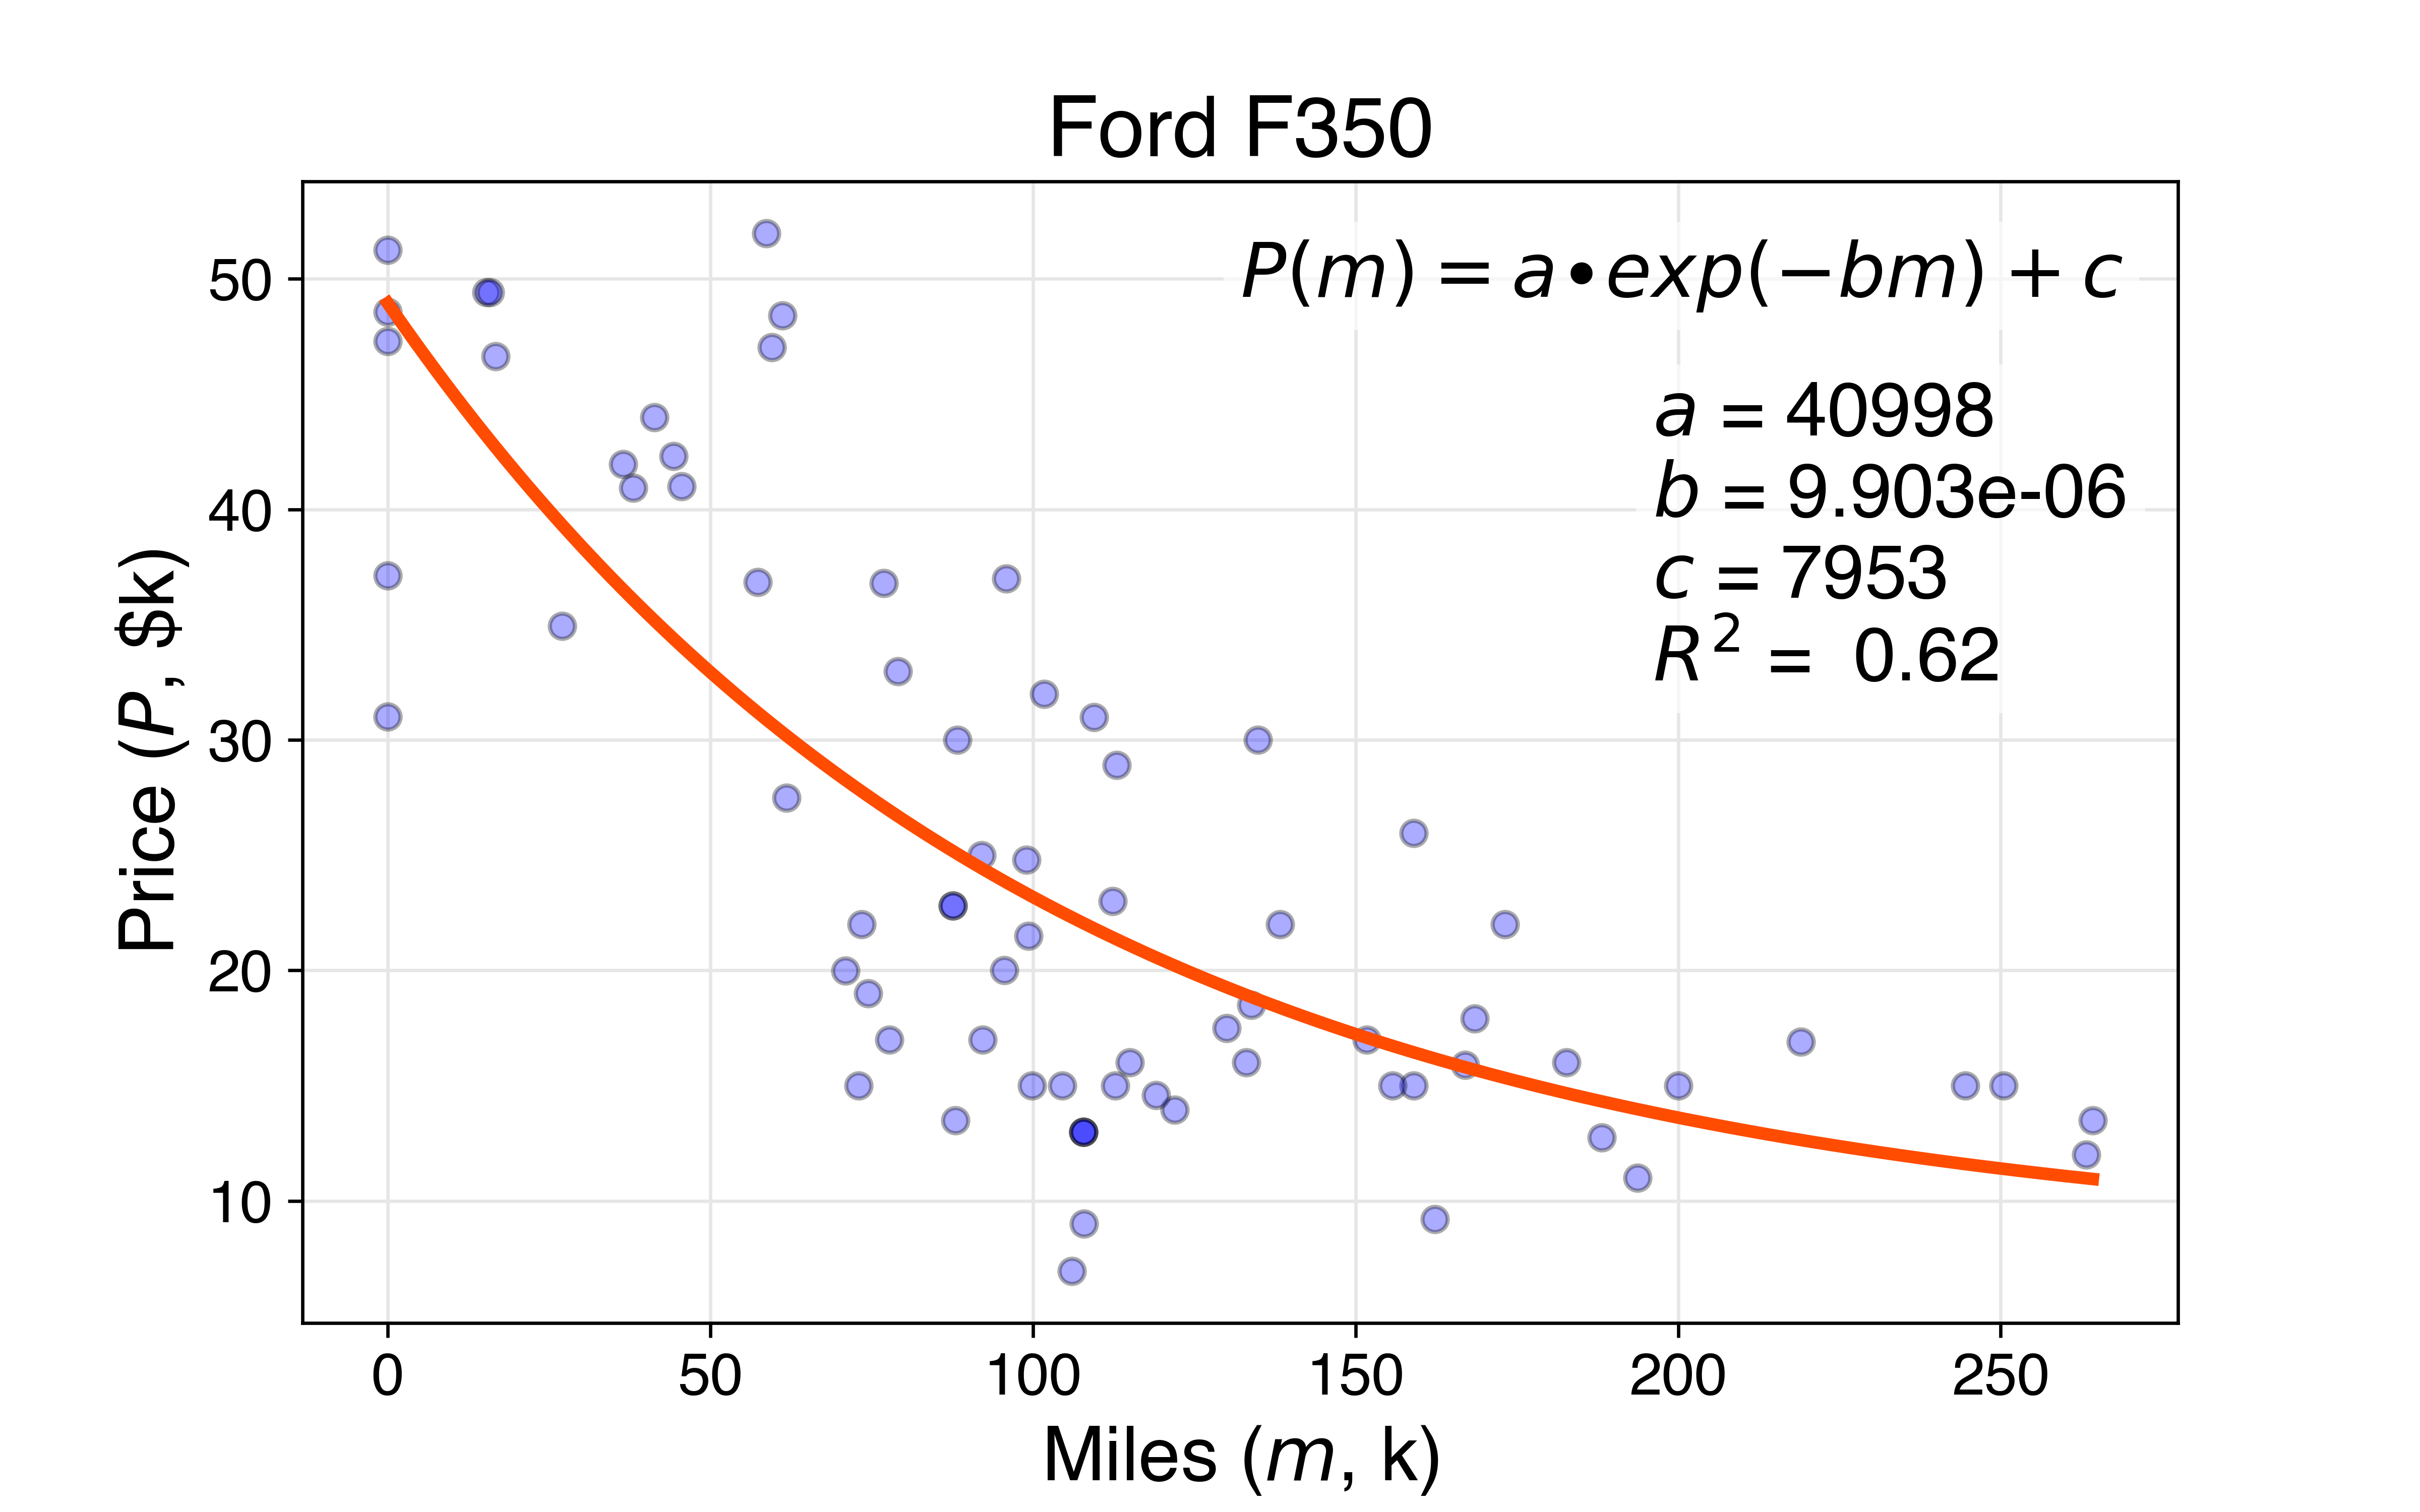 Ford F350
P(m) = a•exp(−bm) + c
a = 40998
b = 9.903e-06
c = 7953
R² = 0.62
Price (P, $k)
50
40
30
20
10
0 50 100 150 200 250
Miles (m, k)